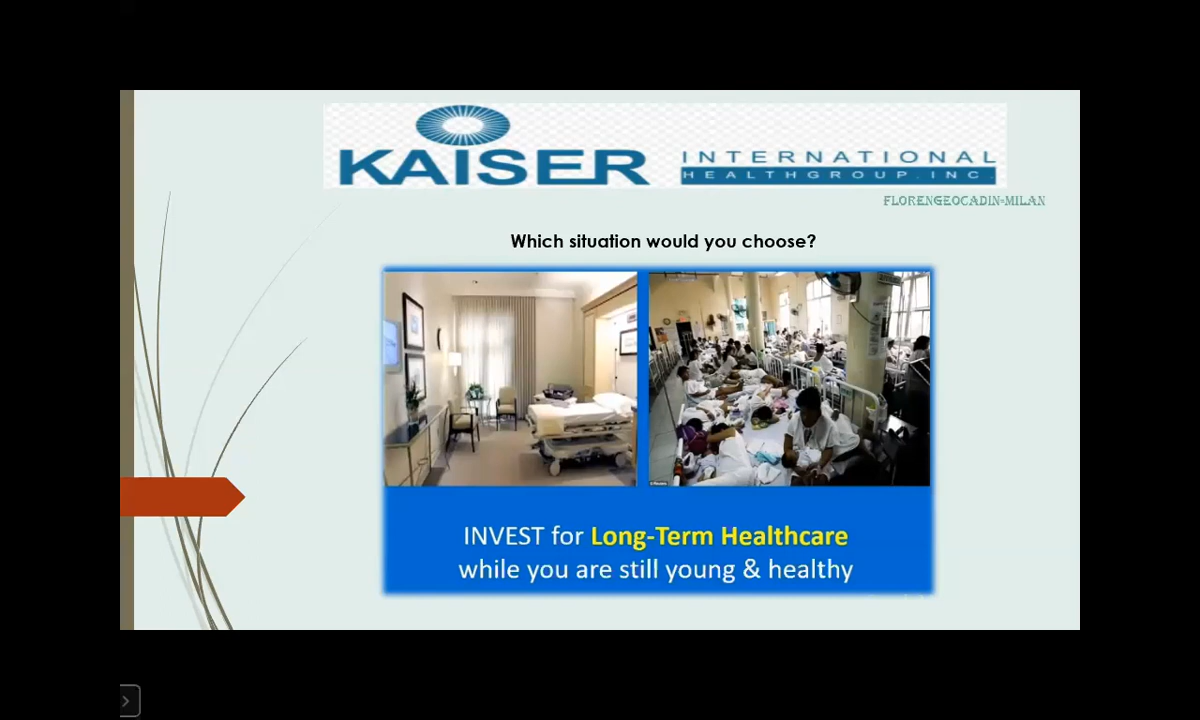 KAISER
INTERNATIONAL
HEALTHGROUP, INC.
FLORENGEOCADIN-MILAN
Which situation would you choose?
INVEST for Long-Term Healthcare
while you are still young & healthy